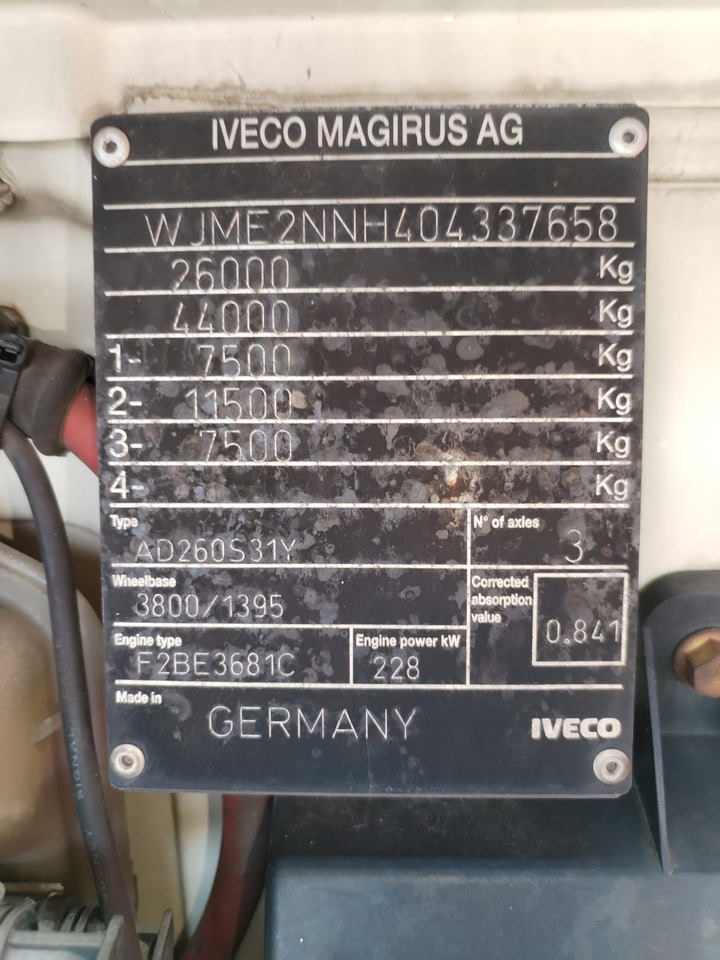 IVECO MAGIRUS AG
WJME2NNH404337658
26000 Kg
44000 Kg
1- 7500 Kg
2- 11500 Kg
3- 7500 Kg
4- Kg
Type AD260S31Y
N° of axles 3
Wheelbase 3800/1395
Corrected absorption value 0.841
Engine type F2BE3681C
Engine power kW 228
Made in GERMANY
IVECO